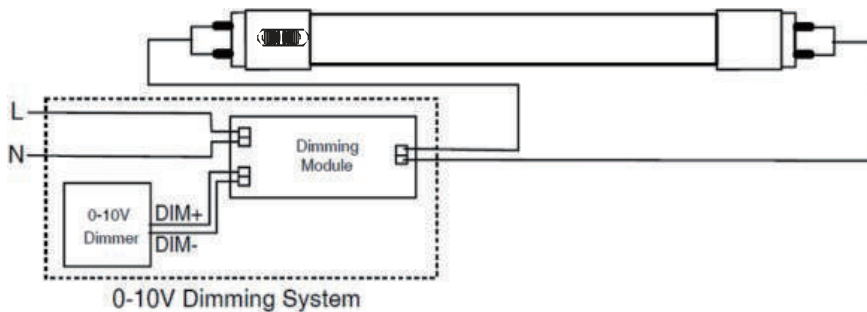 L
N
Dimming
Module
0-10V
Dimmer
DIM+
DIM-
0-10V Dimming System